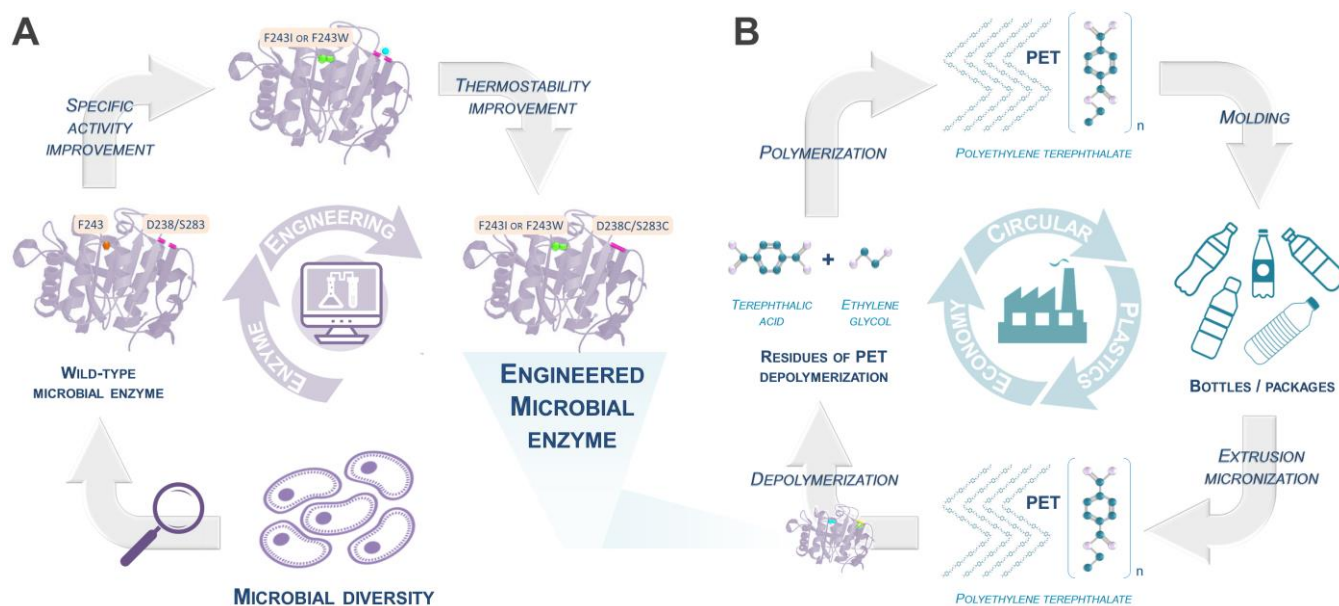 A
F243I OR F243W
SPECIFIC
ACTIVITY
IMPROVEMENT
THERMOSTABILITY
IMPROVEMENT
F243
D238/S283
WILD-TYPE
MICROBIAL ENZYME
ENZYME
ENGINEERING
F243I OR F243W
D238C/S283C
ENGINEERED
MICROBIAL
ENZYME
MICROBIAL DIVERSITY
B
POLYMERIZATION
PET
n
POLYETHYLENE TEREPHTHALATE
MOLDING
+
TEREPHTHALIC
ACID
ETHYLENE
GLYCOL
RESIDUES OF PET
DEPOLYMERIZATION
CIRCULAR
PLASTICS
ECONOMY
BOTTLES / PACKAGES
DEPOLYMERIZATION
PET
n
POLYETHYLENE TEREPHTHALATE
EXTRUSION
MICRONIZATION